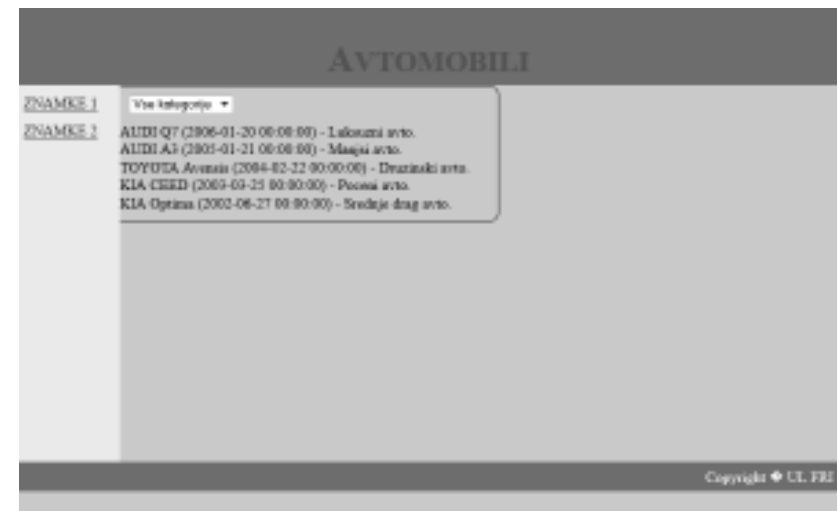 AVTOMOBILI
ZNAMKE 1
ZNAMKE 2
Vse kategorije
AUDI Q7 (2006-01-20 00:00:00) - Luksuzni avto.
AUDI A3 (2005-01-21 00:00:00) - Manjsi avto.
TOYOTA Avensis (2004-02-22 00:00:00) - Druzinski avto.
KIA CEED (2003-03-25 00:00:00) - Poceni avto.
KIA Optima (2002-06-27 00:00:00) - Srednje drag avto.
Copyright � UL FRI